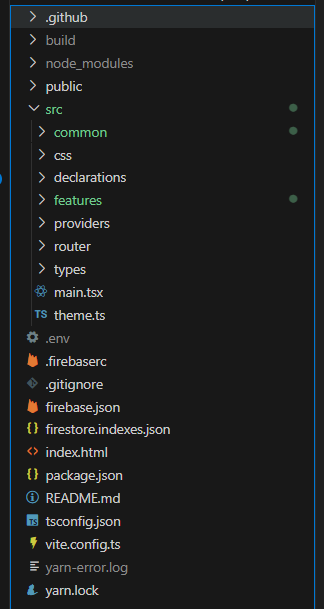 .github
build
node_modules
public
src
common
css
declarations
features
providers
router
types
main.tsx
TS theme.ts
.env
.firebaserc
.gitignore
firebase.json
{} firestore.indexes.json
<> index.html
{} package.json
README.md
TS tsconfig.json
vite.config.ts
yarn-error.log
yarn.lock